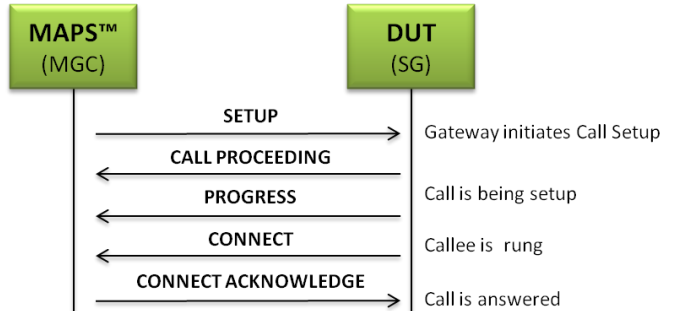 MAPS™
(MGC)
DUT
(SG)
SETUP
Gateway initiates Call Setup
CALL PROCEEDING
PROGRESS
Call is being setup
CONNECT
Callee is rung
CONNECT ACKNOWLEDGE
Call is answered